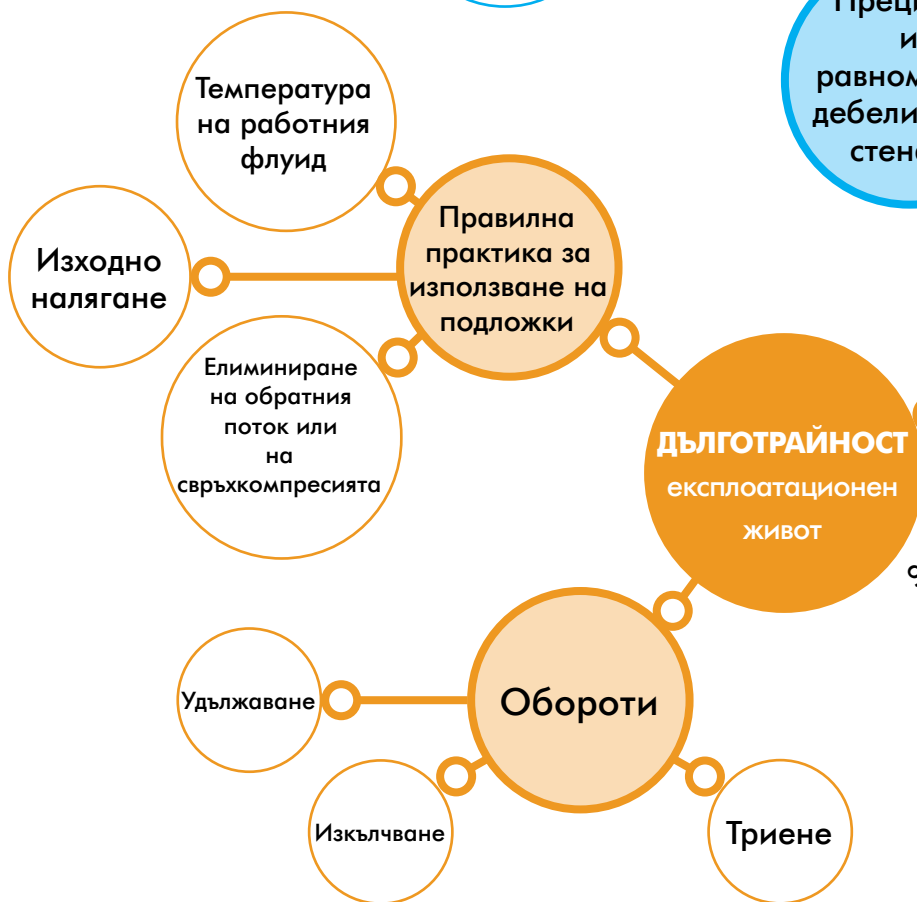 Температура
на работния
флуид
Изходно
налягане
Правилна
практика за
използване на
подложки
Елиминиране
на обратния
поток или
на
свръхкомпресията
ДЪЛГОТРАЙНОСТ
експлоатационен
живот
Обороти
Удължаване
Изкълчване
Триене
и